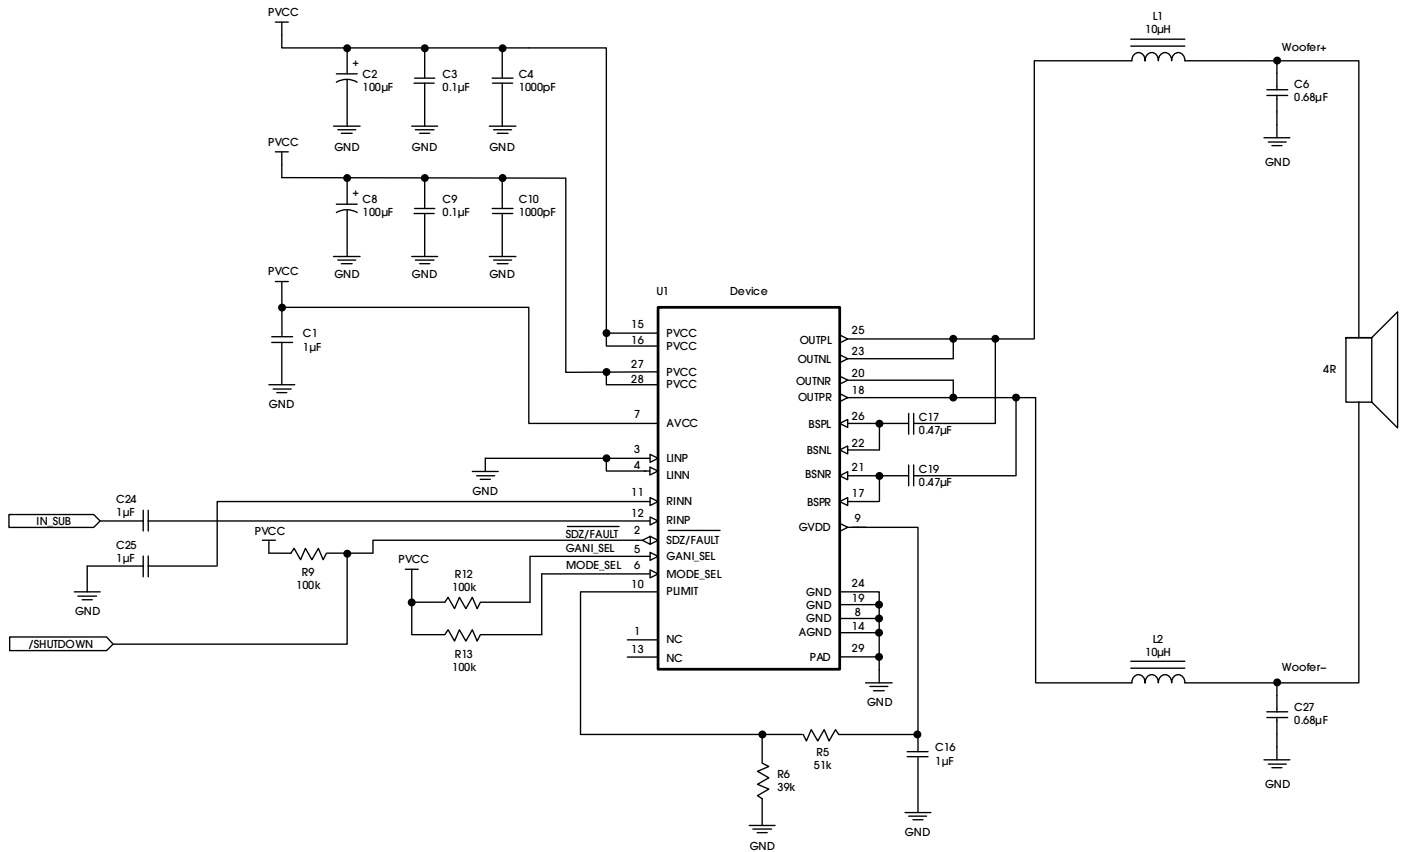 PVCC
C2
100µF
C3
0.1µF
C4
1000pF
+
GND
GND
GND
PVCC
C8
100µF
C9
0.1µF
C10
1000pF
+
GND
GND
GND
PVCC
C1
1µF
GND
L1
10µH
Woofer+
C6
0.68µF
GND
4R
U1
Device
15
PVCC
16
PVCC
27
PVCC
28
PVCC
7
AVCC
3
LINP
4
LINN
GND
11
RINN
12
RINP
SDZ/FAULT
2
SDZ/FAULT
GANI_SEL
5
GANI_SEL
MODE_SEL
6
MODE_SEL
10
PLIMIT
1
NC
13
NC
OUTPL
25
OUTNL
23
OUTNR
20
OUTPR
18
BSPL
26
BSNL
22
BSNR
21
BSPR
17
GVDD
9
GND
24
GND
19
GND
8
AGND
14
PAD
29
GND
C17
0.47µF
C19
0.47µF
IN_SUB
C24
1µF
C25
1µF
GND
PVCC
R9
100k
/SHUTDOWN
PVCC
R12
100k
R13
100k
R5
51k
R6
39k
GND
C16
1µF
GND
L2
10µH
Woofer–
C27
0.68µF
GND